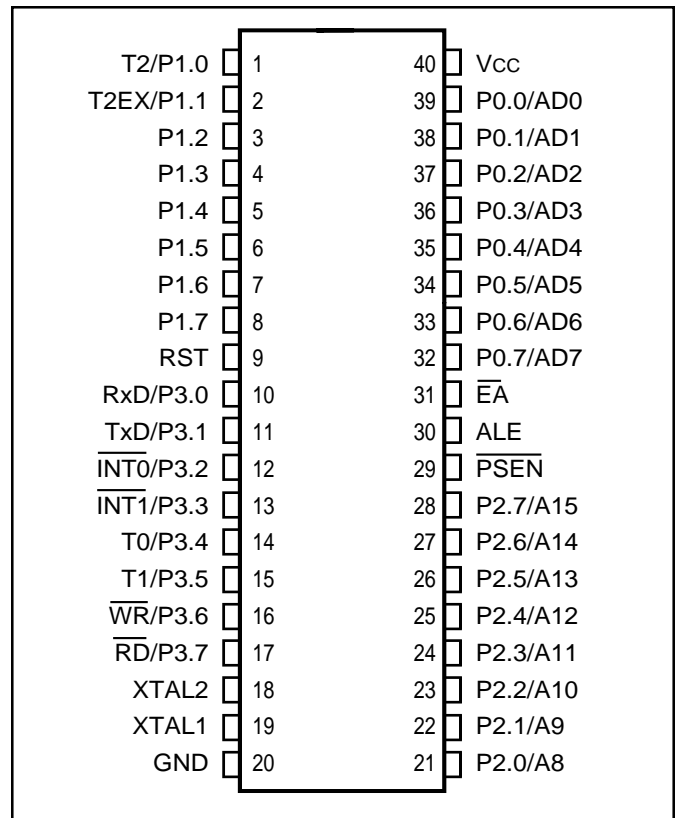 T2/P1.0 1 40 Vcc
T2EX/P1.1 2 39 P0.0/AD0
P1.2 3 38 P0.1/AD1
P1.3 4 37 P0.2/AD2
P1.4 5 36 P0.3/AD3
P1.5 6 35 P0.4/AD4
P1.6 7 34 P0.5/AD5
P1.7 8 33 P0.6/AD6
RST 9 32 P0.7/AD7
RxD/P3.0 10 31 E̅A̅
TxD/P3.1 11 30 ALE
I̅N̅T̅0̅/P3.2 12 29 P̅S̅E̅N̅
I̅N̅T̅1̅/P3.3 13 28 P2.7/A15
T0/P3.4 14 27 P2.6/A14
T1/P3.5 15 26 P2.5/A13
W̅R̅/P3.6 16 25 P2.4/A12
R̅D̅/P3.7 17 24 P2.3/A11
XTAL2 18 23 P2.2/A10
XTAL1 19 22 P2.1/A9
GND 20 21 P2.0/A8